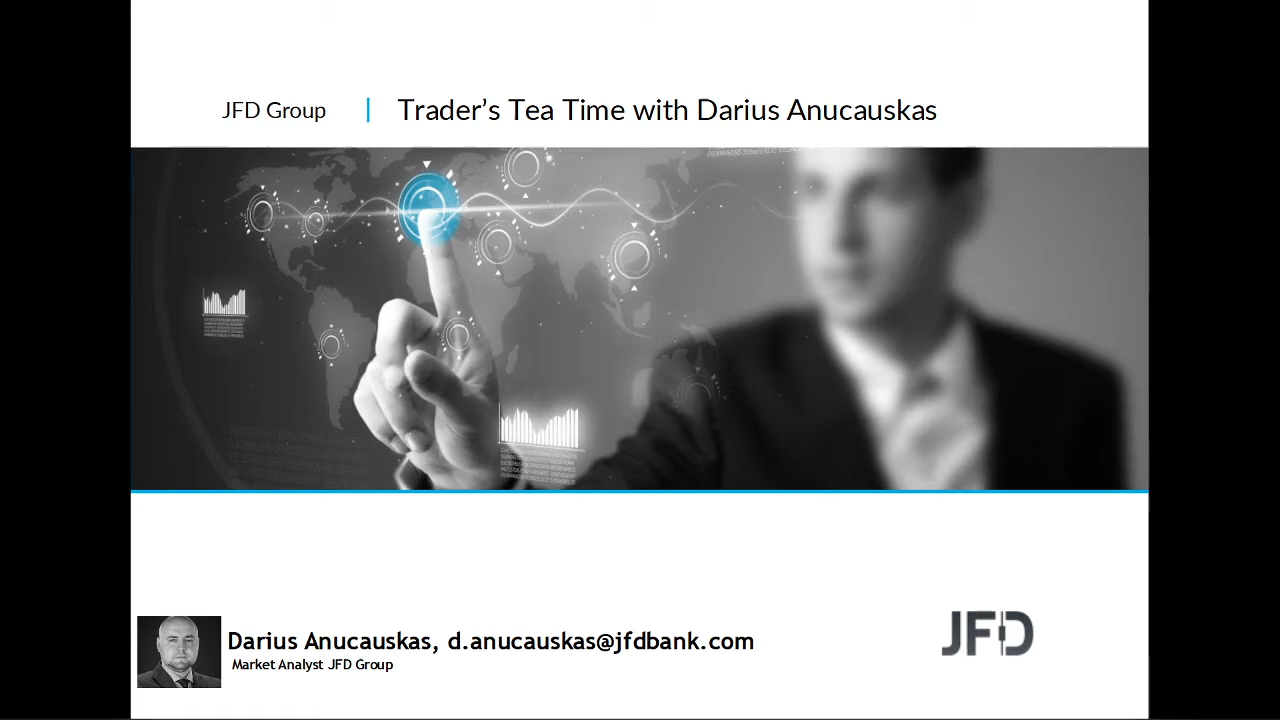 JFD Group | Trader’s Tea Time with Darius Anucauskas
Darius Anucauskas, d.anucauskas@jfdbank.com
Market Analyst JFD Group
JFD